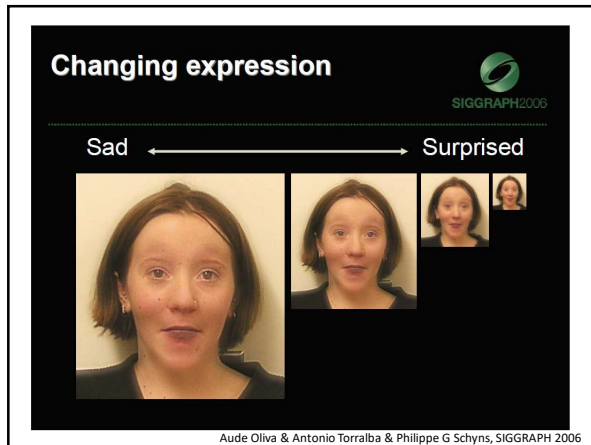 Changing expression
SIGGRAPH2006
Sad Surprised
Aude Oliva & Antonio Torralba & Philippe G Schyns, SIGGRAPH 2006